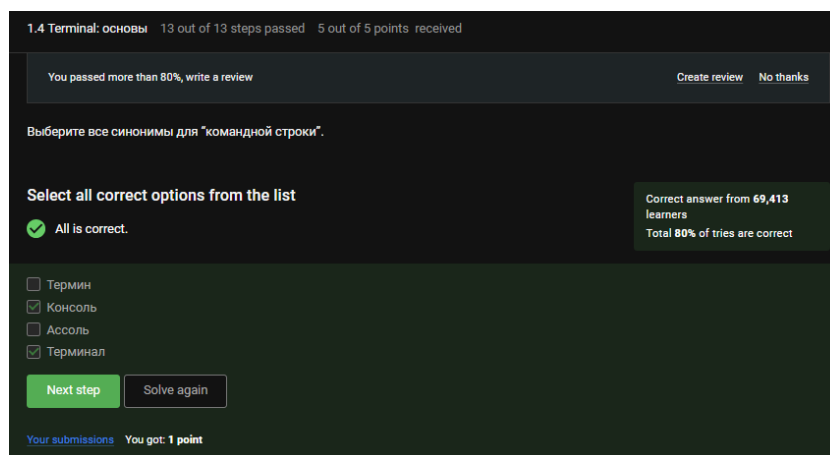 1.4 Terminal: основы 13 out of 13 steps passed 5 out of 5 points received
You passed more than 80%, write a review Create review No thanks
Выберите все синонимы для "командной строки".
Select all correct options from the list
All is correct.
Correct answer from 69,413
learners
Total 80% of tries are correct
Термин
Консоль
Ассоль
Терминал
Next step Solve again
Your submissions You got: 1 point